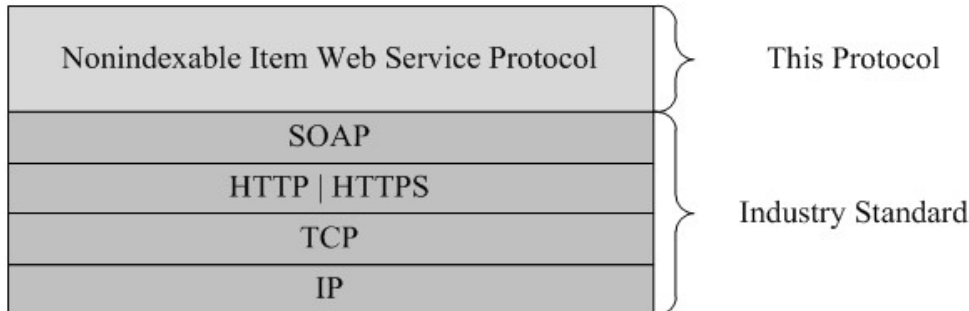 Nonindexable Item Web Service Protocol
This Protocol
SOAP
HTTP | HTTPS
TCP
IP
Industry Standard